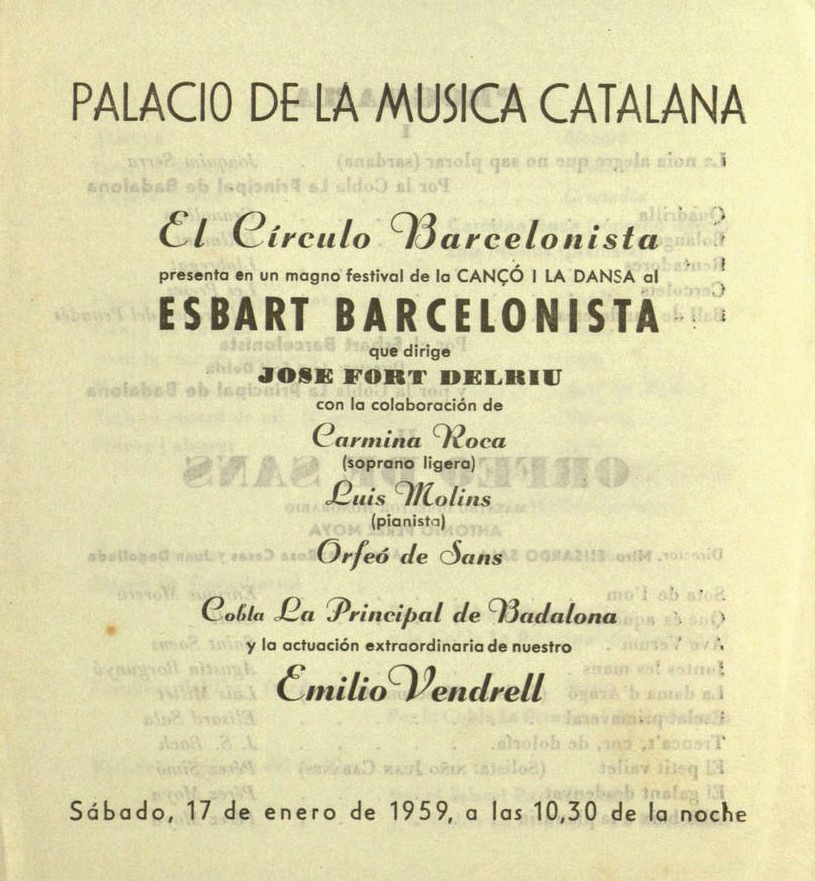 PALACIO DE LA MUSICA CATALANA
El Círculo Barcelonista
presenta en un magno festival de la CANÇÓ I LA DANSA al
ESBART BARCELONISTA
que dirige
JOSE FORT DELRIU
con la colaboración de
Carmina Roca
(soprano ligera)
Luis Molins
(pianista)
Orfeó de Sans
Cobla La Principal de Badalona
y la actuación extraordinaria de nuestro
Emilio Vendrell
Sábado, 17 de enero de 1959, a las 10,30 de la noche